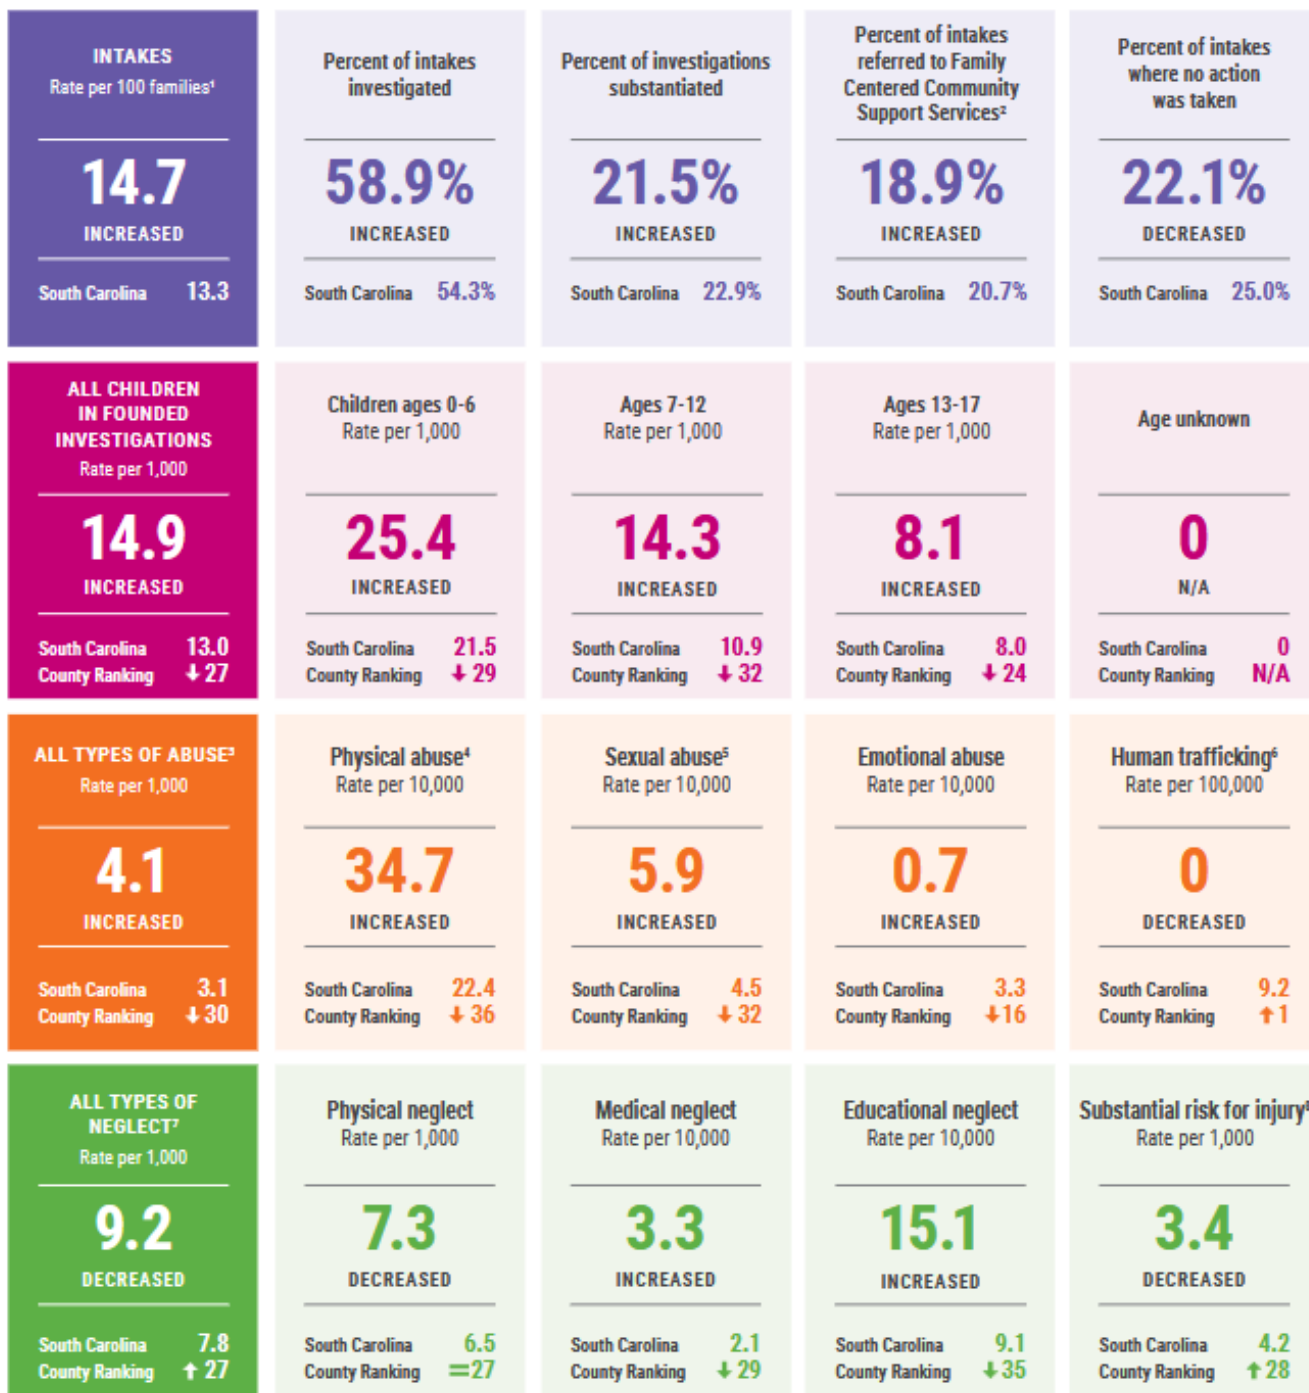 INTAKES
Rate per 100 families¹
14.7
INCREASED
South Carolina 13.3
Percent of intakes
investigated
58.9%
INCREASED
South Carolina 54.3%
Percent of investigations
substantiated
21.5%
INCREASED
South Carolina 22.9%
Percent of intakes
referred to Family
Centered Community
Support Services²
18.9%
INCREASED
South Carolina 20.7%
Percent of intakes
where no action
was taken
22.1%
DECREASED
South Carolina 25.0%
ALL CHILDREN
IN FOUNDED
INVESTIGATIONS
Rate per 1,000
14.9
INCREASED
South Carolina 13.0
County Ranking ↓ 27
Children ages 0-6
Rate per 1,000
25.4
INCREASED
South Carolina 21.5
County Ranking ↓ 29
Ages 7-12
Rate per 1,000
14.3
INCREASED
South Carolina 10.9
County Ranking ↓ 32
Ages 13-17
Rate per 1,000
8.1
INCREASED
South Carolina 8.0
County Ranking ↓ 24
Age unknown
0
N/A
South Carolina 0
County Ranking N/A
ALL TYPES OF ABUSE³
Rate per 1,000
4.1
INCREASED
South Carolina 3.1
County Ranking ↓ 30
Physical abuse⁴
Rate per 10,000
34.7
INCREASED
South Carolina 22.4
County Ranking ↓ 36
Sexual abuse⁵
Rate per 10,000
5.9
INCREASED
South Carolina 4.5
County Ranking ↓ 32
Emotional abuse
Rate per 10,000
0.7
INCREASED
South Carolina 3.3
County Ranking ↓16
Human trafficking⁶
Rate per 100,000
0
DECREASED
South Carolina 9.2
County Ranking ↑1
ALL TYPES OF
NEGLECT⁷
Rate per 1,000
9.2
DECREASED
South Carolina 7.8
County Ranking ↑ 27
Physical neglect
Rate per 1,000
7.3
DECREASED
South Carolina 6.5
County Ranking =27
Medical neglect
Rate per 10,000
3.3
INCREASED
South Carolina 2.1
County Ranking ↓ 29
Educational neglect
Rate per 10,000
15.1
INCREASED
South Carolina 9.1
County Ranking ↓35
Substantial risk for injury
Rate per 1,000
3.4
DECREASED
South Carolina 4.2
County Ranking ↑28